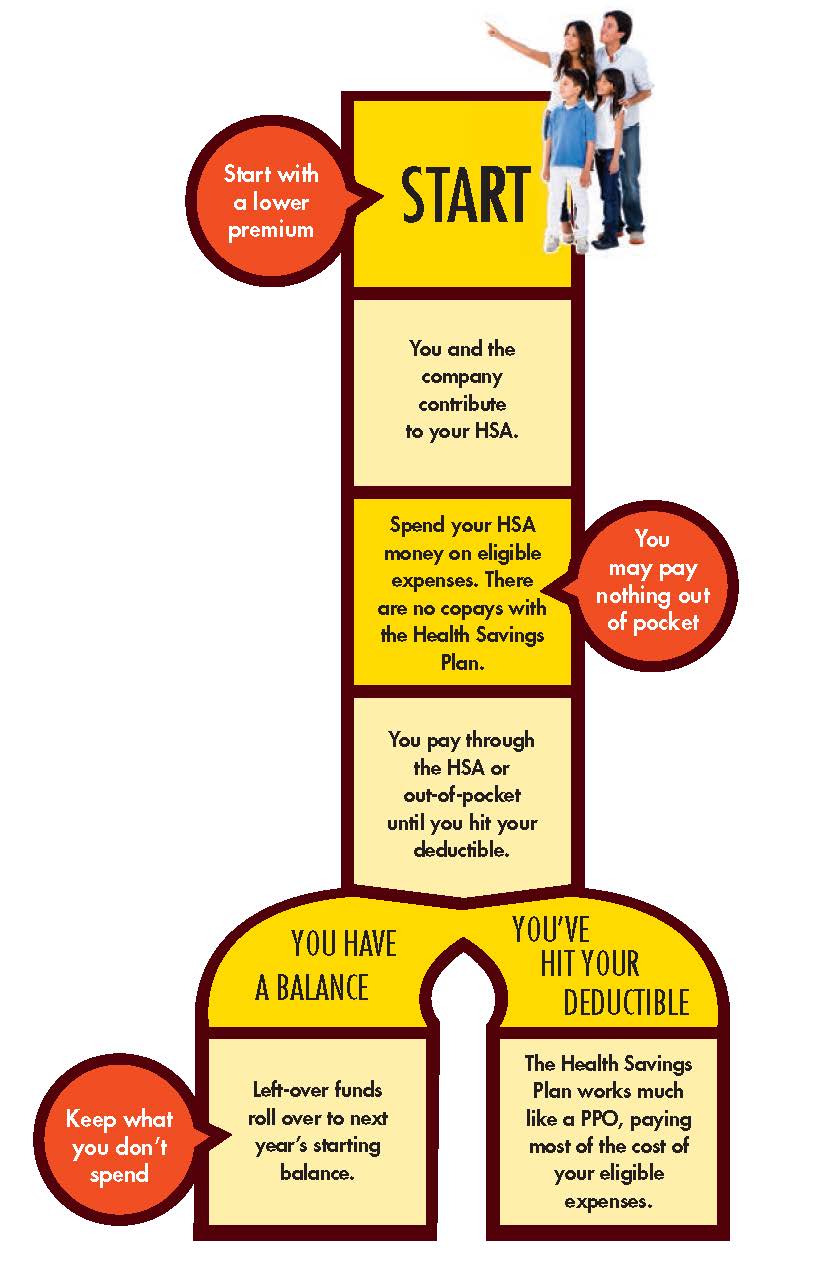 Start with
a lower
premium
START
You and the
company
contribute
to your HSA.
Spend your HSA
money on eligible
expenses. There
are no copays with
the Health Savings
Plan.
You
may pay
nothing out
of pocket
You pay through
the HSA or
out-of-pocket
until you hit your
deductible.
YOU HAVE
A BALANCE
YOU'VE
HIT YOUR
DEDUCTIBLE
Keep what
you don't
spend
Left-over funds
roll over to next
year's starting
balance.
The Health Savings
Plan works much
like a PPO, paying
most of the cost of
your eligible
expenses.